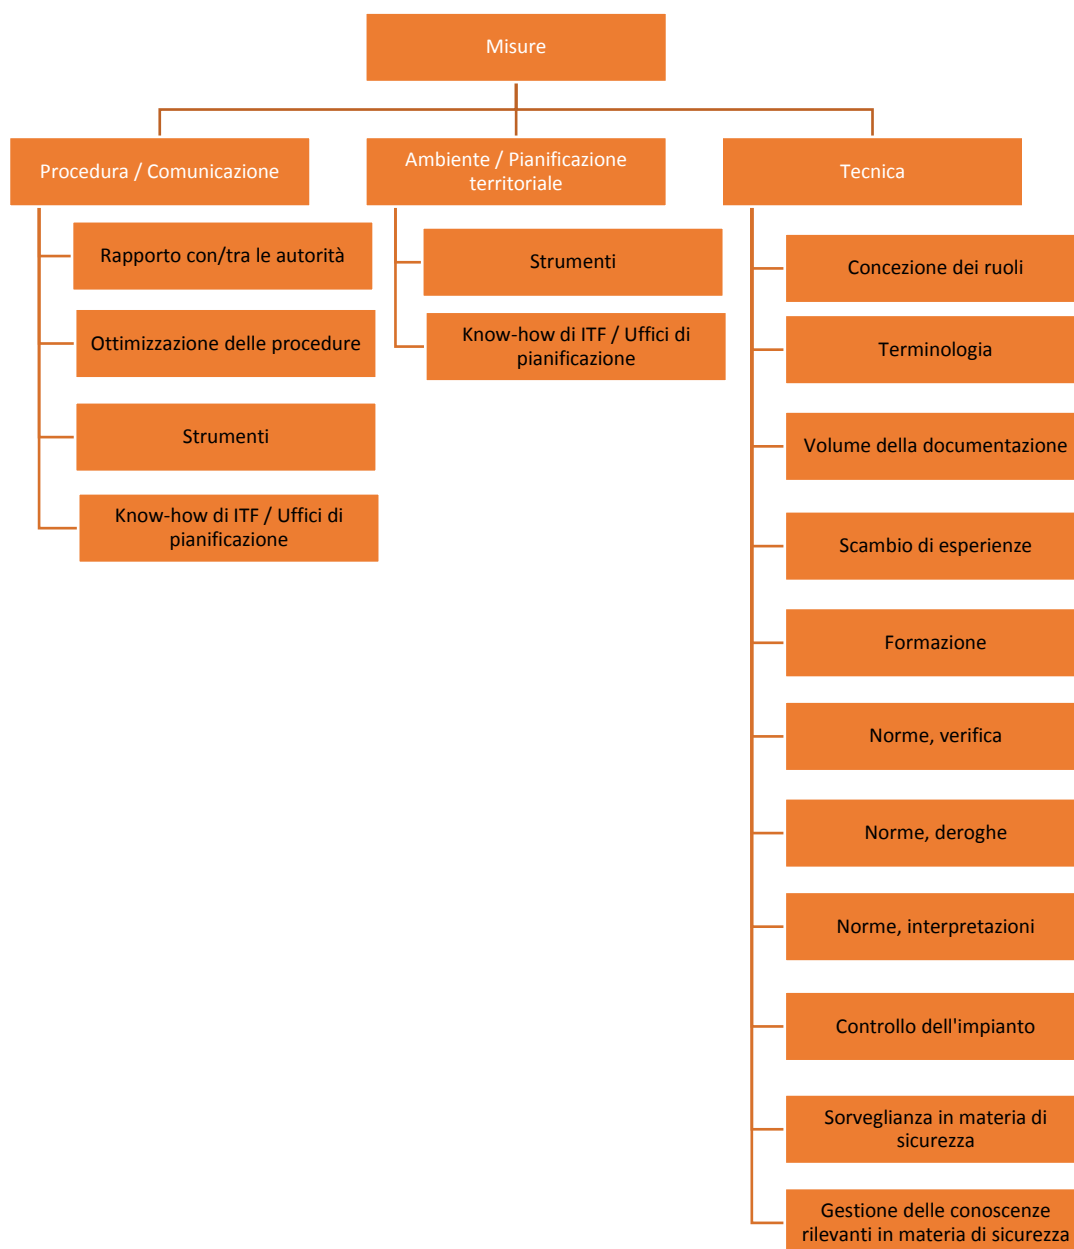 Misure
Procedura / Comunicazione
Rapporto con/tra le autorità
Ottimizzazione delle procedure
Strumenti
Know-how di ITF / Uffici di
pianificazione
Ambiente / Pianificazione
territoriale
Strumenti
Know-how di ITF / Uffici di
pianificazione
Tecnica
Concezione dei ruoli
Terminologia
Volume della documentazione
Scambio di esperienze
Formazione
Norme, verifica
Norme, deroghe
Norme, interpretazioni
Controllo dell'impianto
Sorveglianza in materia di
sicurezza
Gestione delle conoscenze
rilevanti in materia di sicurezza